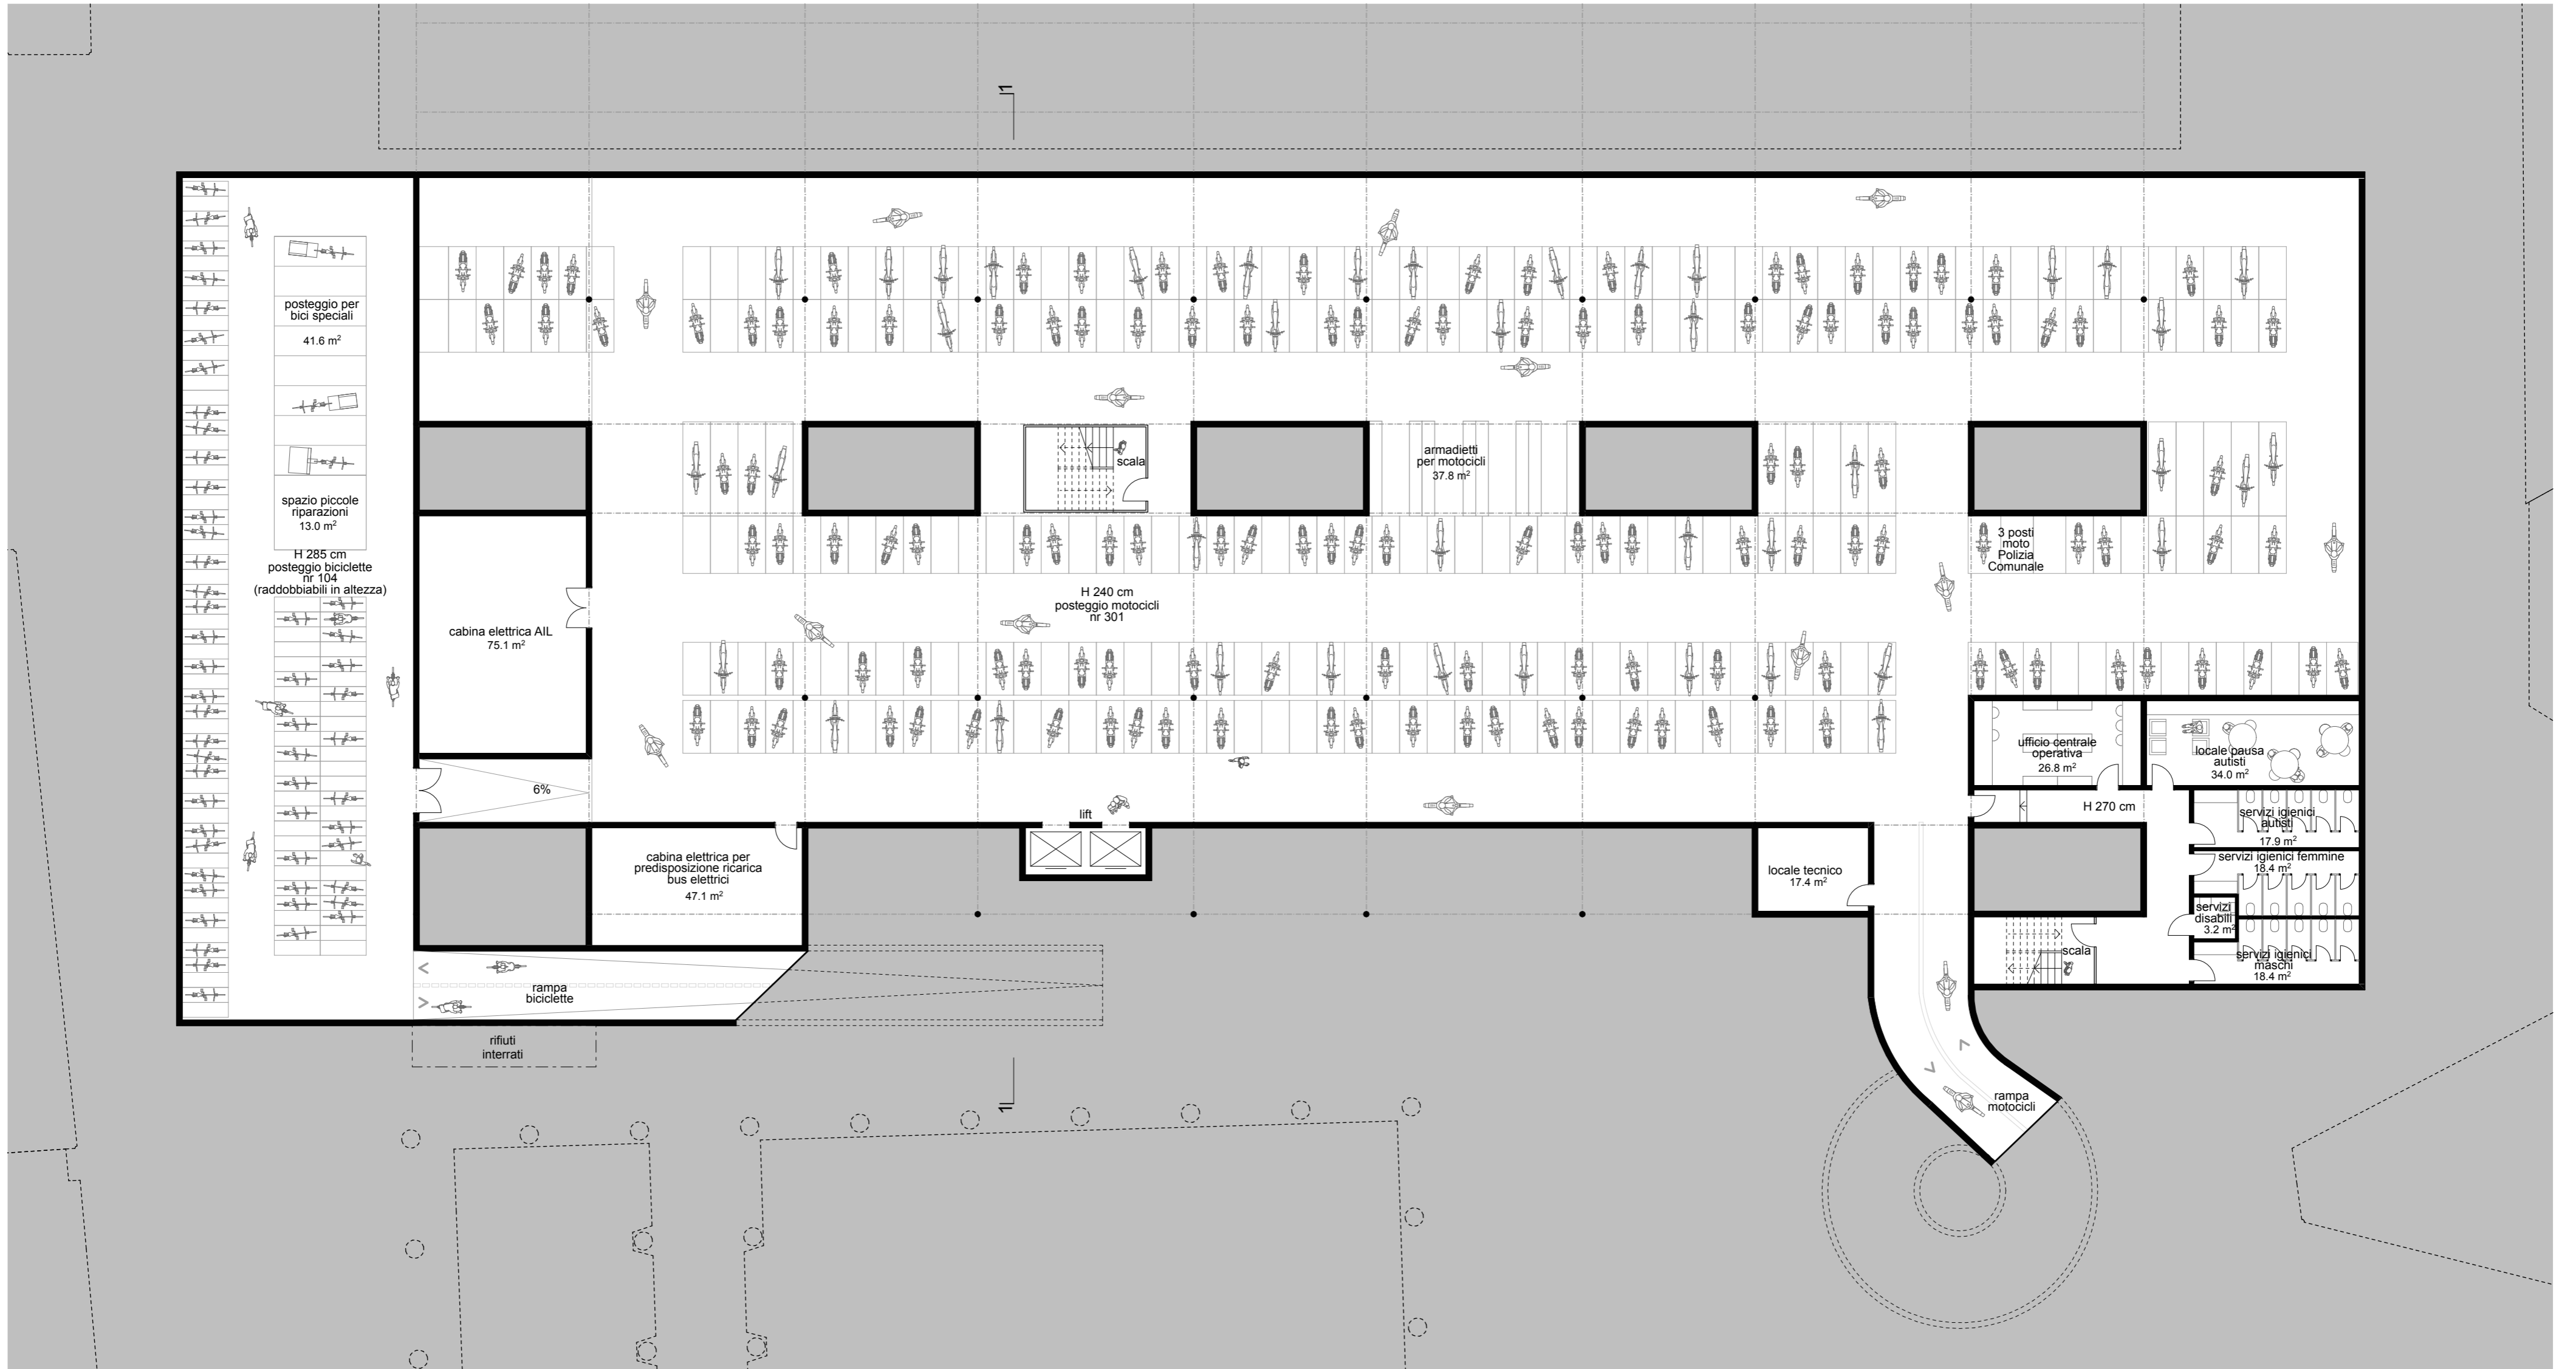 1
posteggio per
bici speciali
41.6 m²
spazio piccole
riparazioni
13.0 m²
H 285 cm
posteggio biciclette
nr 104
(raddobbiabili in altezza)
cabina elettrica AIL
75.1 m²
scala
armadietti
per motocicli
37.8 m²
3 posti
moto
Polizia
Comunale
H 240 cm
posteggio motocicli
nr 301
6%
lift
cabina elettrica per
predisposizione ricarica
bus elettrici
47.1 m²
locale tecnico
17.4 m²
ufficio centrale
operativa
26.8 m²
locale pausa
autisti
34.0 m²
H 270 cm
servizi igienici
autisti
17.9 m²
servizi igienici femmine
18.4 m²
servizi
disabili
3.2 m²
servizi igienici
maschi
18.4 m²
scala
rampa
biciclette
rifiuti
interrati
rampa
motocicli
1